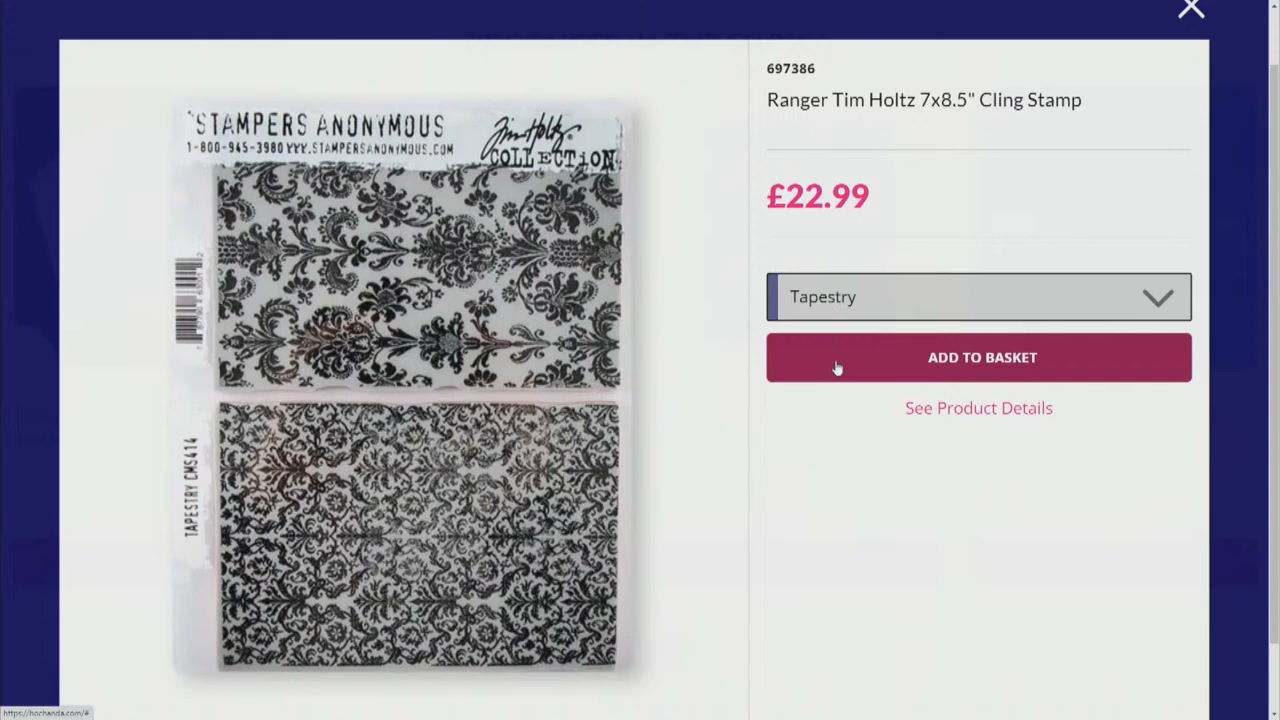 697386
Ranger Tim Holtz 7x8.5" Cling Stamp
£22.99
Tapestry
ADD TO BASKET
See Product Details
STAMPERS ANONYMOUS
1-800-945-3980 WWW.STAMPERSANONYMOUS.COM
Tim Holtz
COLLECTION
TAPESTRY CMS414
https://hochanda.com/#